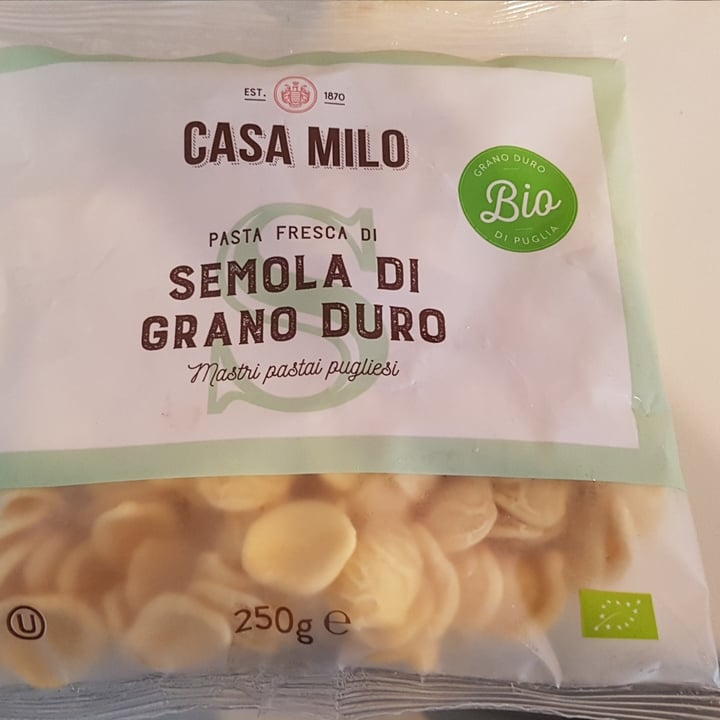 EST. 1870
CASA MILO
GRANO DURO
Bio
DI PUGLIA
PASTA FRESCA DI
SEMOLA DI
GRANO DURO
Mastri pastai pugliesi
U
250g e